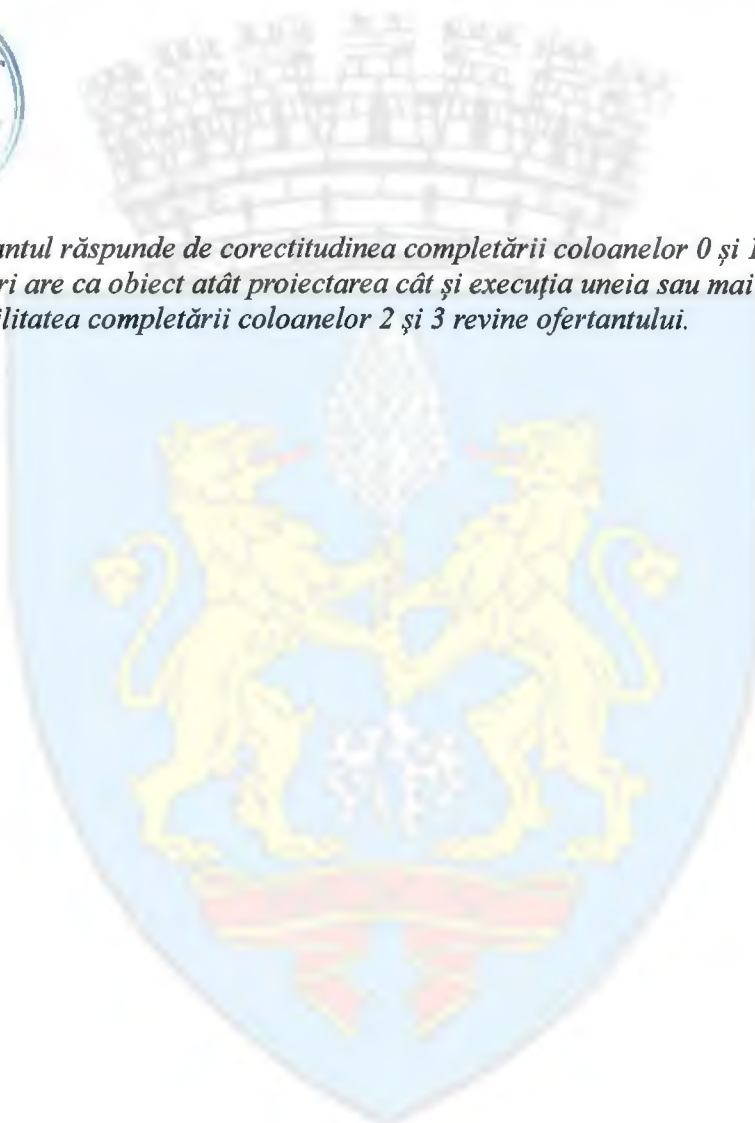 antul răspunde de corectitudinea completării coloanelor 0 și 1
ri are ca obiect atât proiectarea cât și execuția uneia sau mai
ilitatea completării coloanelor 2 și 3 revine ofertantului.